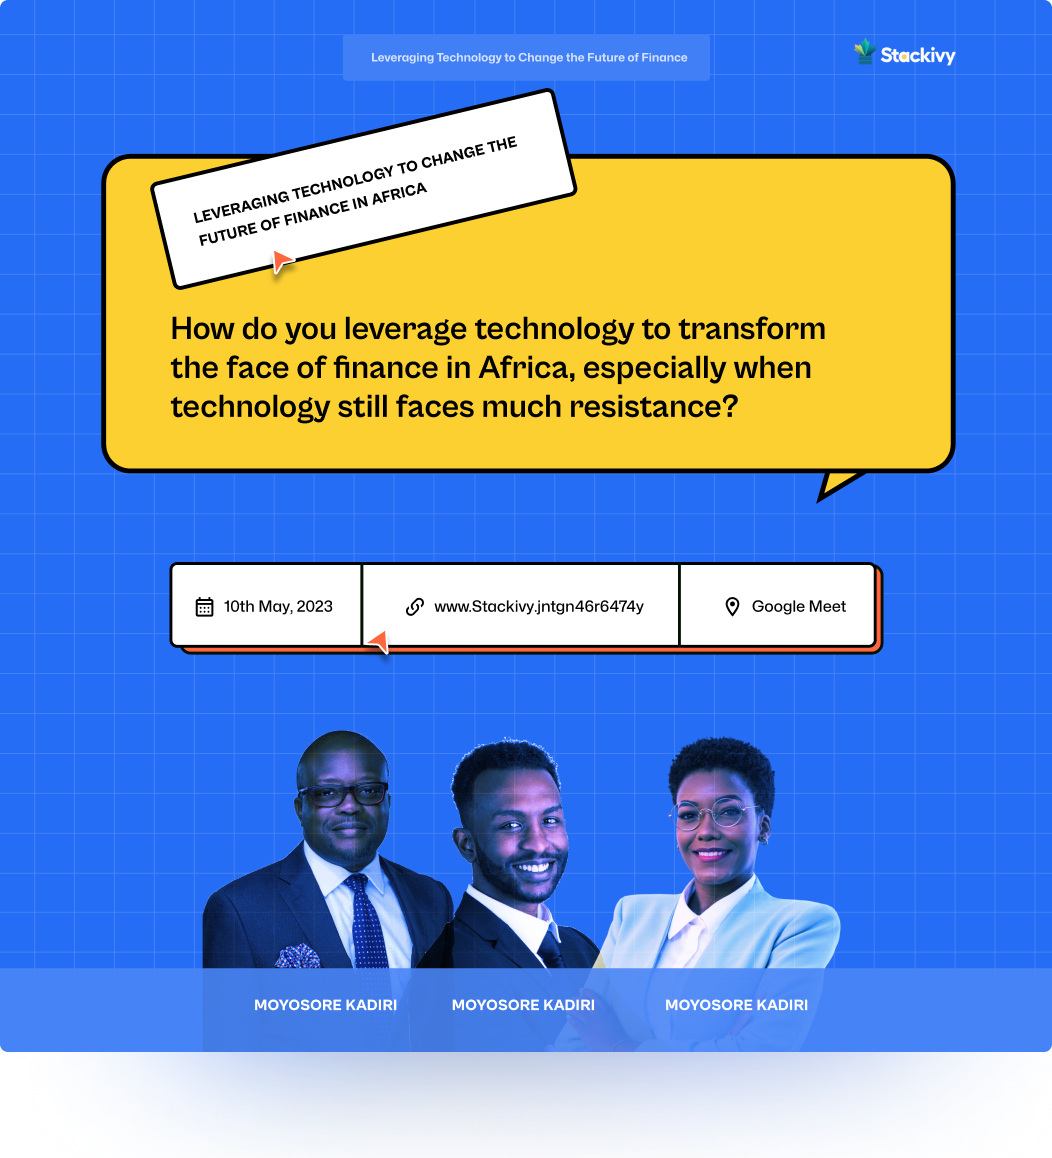 Leveraging Technology to Change the Future of Finance
Stackivy
LEVERAGING TECHNOLOGY TO CHANGE THE
FUTURE OF FINANCE IN AFRICA
How do you leverage technology to transform
the face of finance in Africa, especially when
technology still faces much resistance?
10th May, 2023
www.Stackivy.jntgn46r6474y
Google Meet
MOYOSORE KADIRI
MOYOSORE KADIRI
MOYOSORE KADIRI